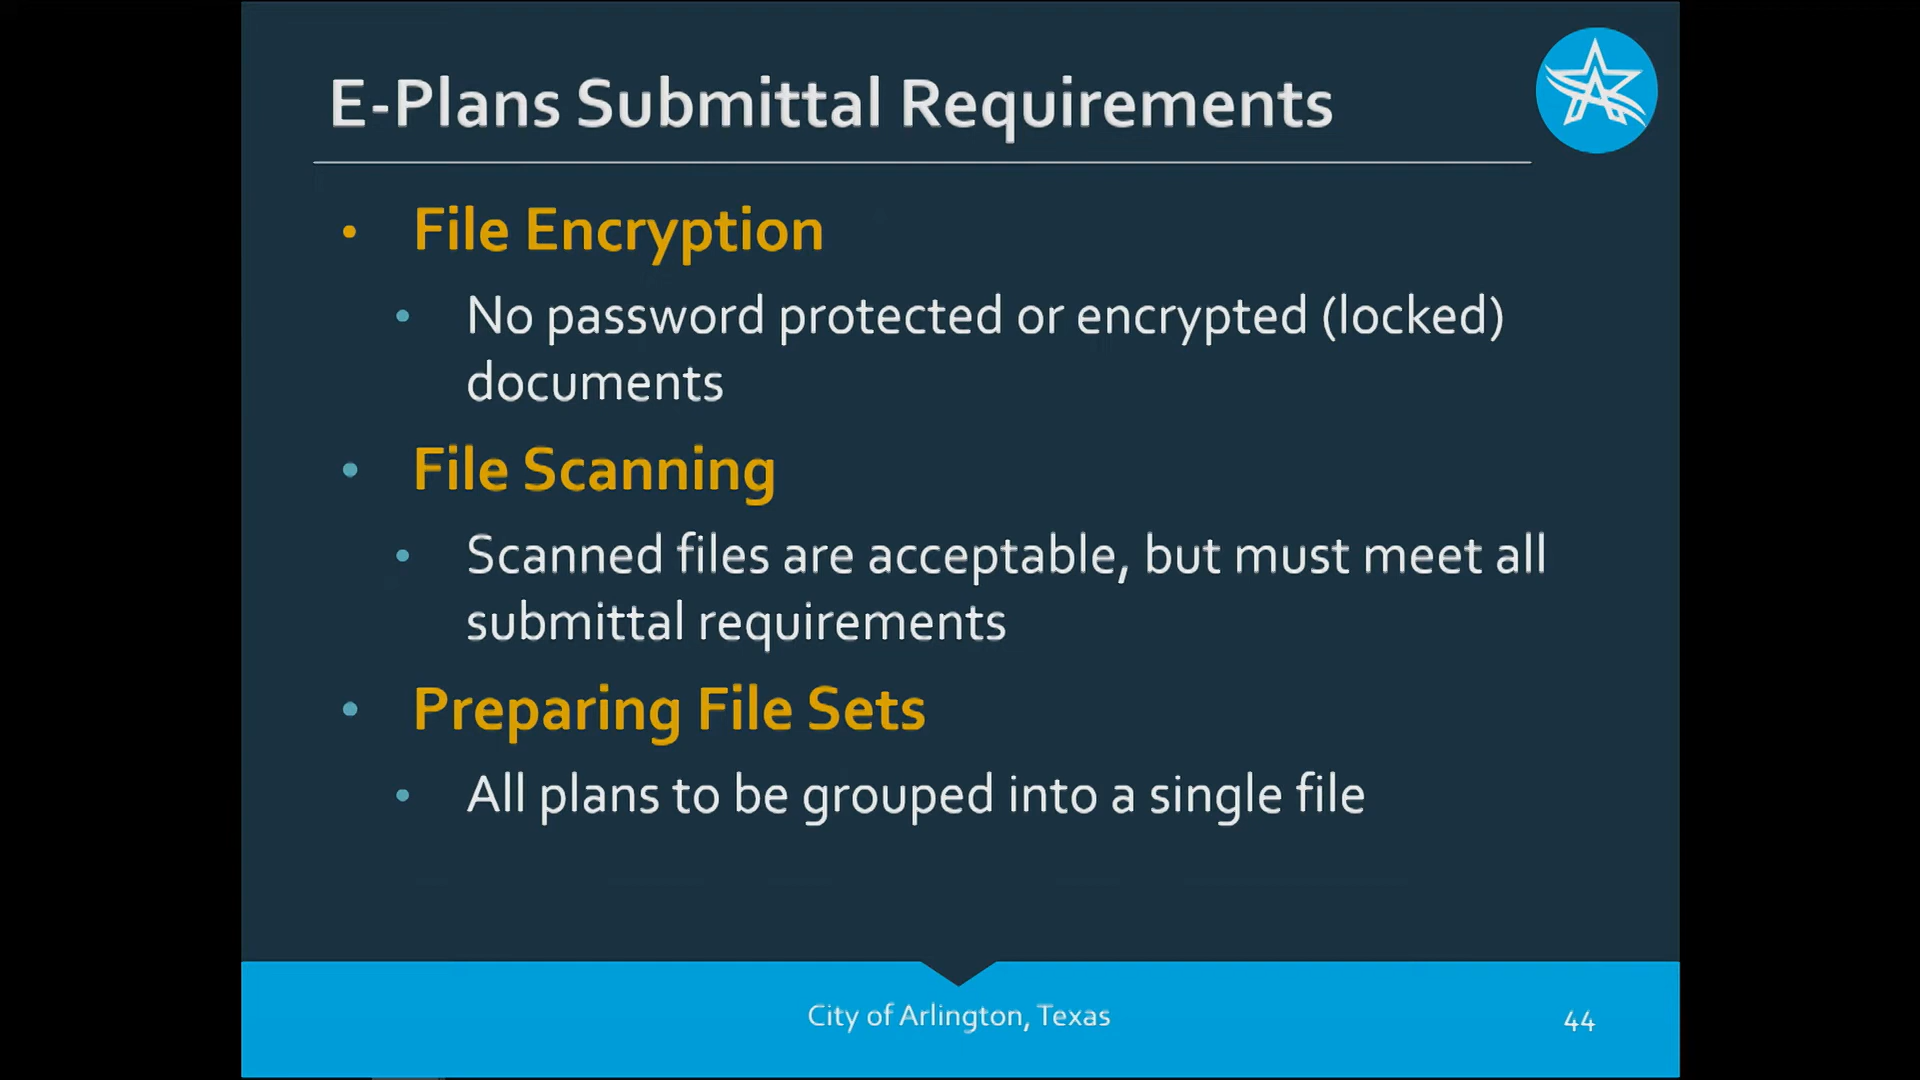 E-Plans Submittal Requirements
• File Encryption
• No password protected or encrypted (locked)
documents
• File Scanning
• Scanned files are acceptable, but must meet all
submittal requirements
• Preparing File Sets
• All plans to be grouped into a single file
City of Arlington, Texas
44